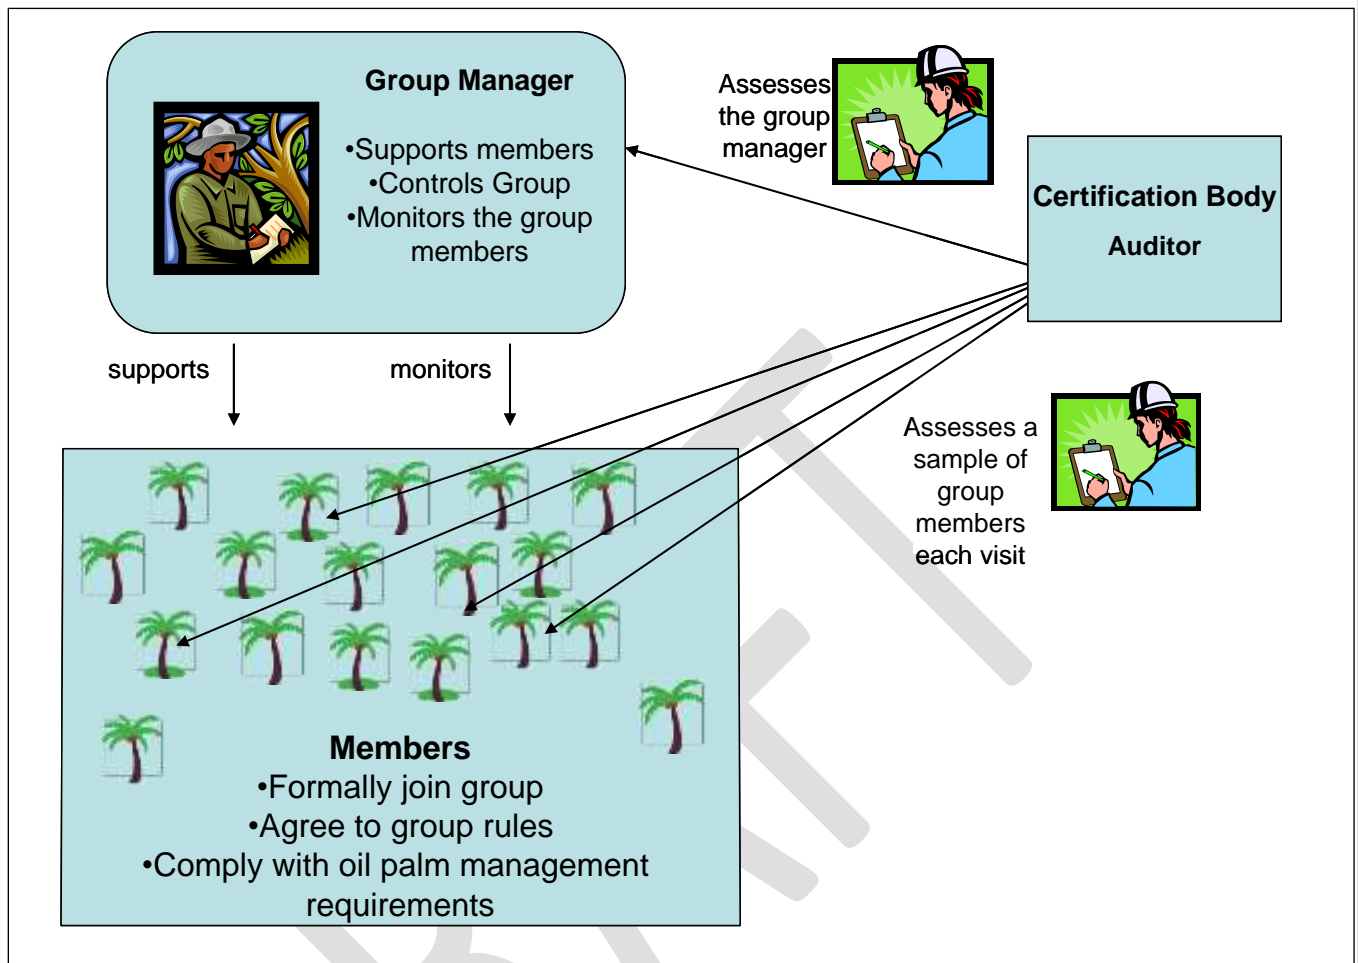 Group Manager
•Supports members
•Controls Group
•Monitors the group
members
Assesses
the group
manager
Certification Body
Auditor
supports
monitors
Assesses a
sample of
group
members
each visit
Members
•Formally join group
•Agree to group rules
•Comply with oil palm management
requirements